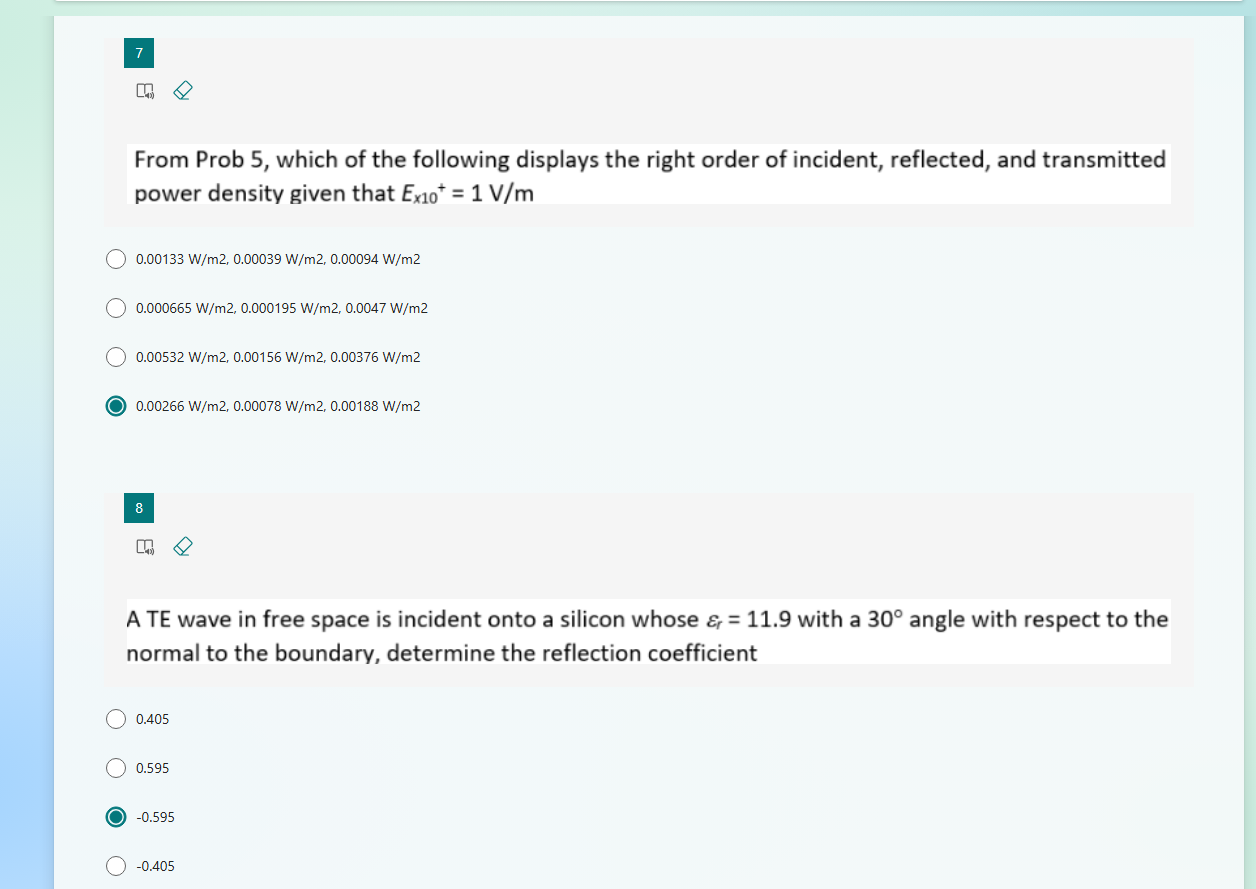 7
From Prob 5, which of the following displays the right order of incident, reflected, and transmitted
power density given that Eₓ₁₀⁺ = 1 V/m
0.00133 W/m2, 0.00039 W/m2, 0.00094 W/m2
0.000665 W/m2, 0.000195 W/m2, 0.0047 W/m2
0.00532 W/m2, 0.00156 W/m2, 0.00376 W/m2
0.00266 W/m2, 0.00078 W/m2, 0.00188 W/m2
8
A TE wave in free space is incident onto a silicon whose εᵣ = 11.9 with a 30° angle with respect to the
normal to the boundary, determine the reflection coefficient
0.405
0.595
-0.595
-0.405